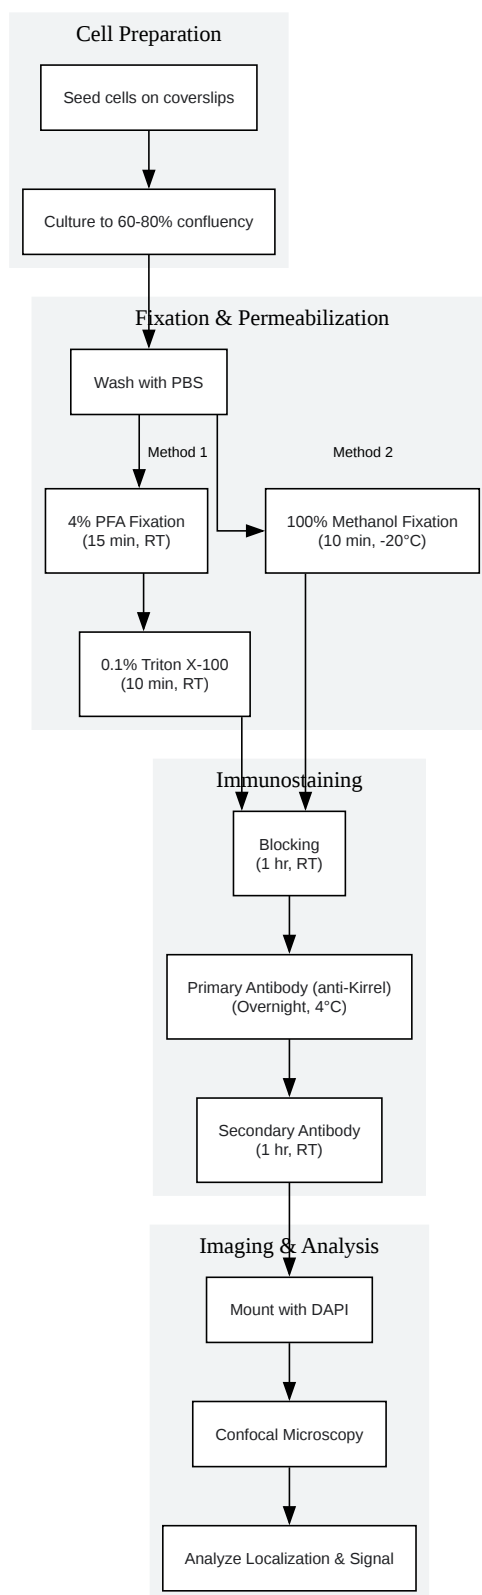 Cell Preparation
Seed cells on coverslips
Culture to 60-80% confluency
Fixation & Permeabilization
Wash with PBS
Method 1
Method 2
4% PFA Fixation
(15 min, RT)
100% Methanol Fixation
(10 min, -20°C)
0.1% Triton X-100
(10 min, RT)
Immunostaining
Blocking
(1 hr, RT)
Primary Antibody (anti-Kirrel)
(Overnight, 4°C)
Secondary Antibody
(1 hr, RT)
Imaging & Analysis
Mount with DAPI
Confocal Microscopy
Analyze Localization & Signal